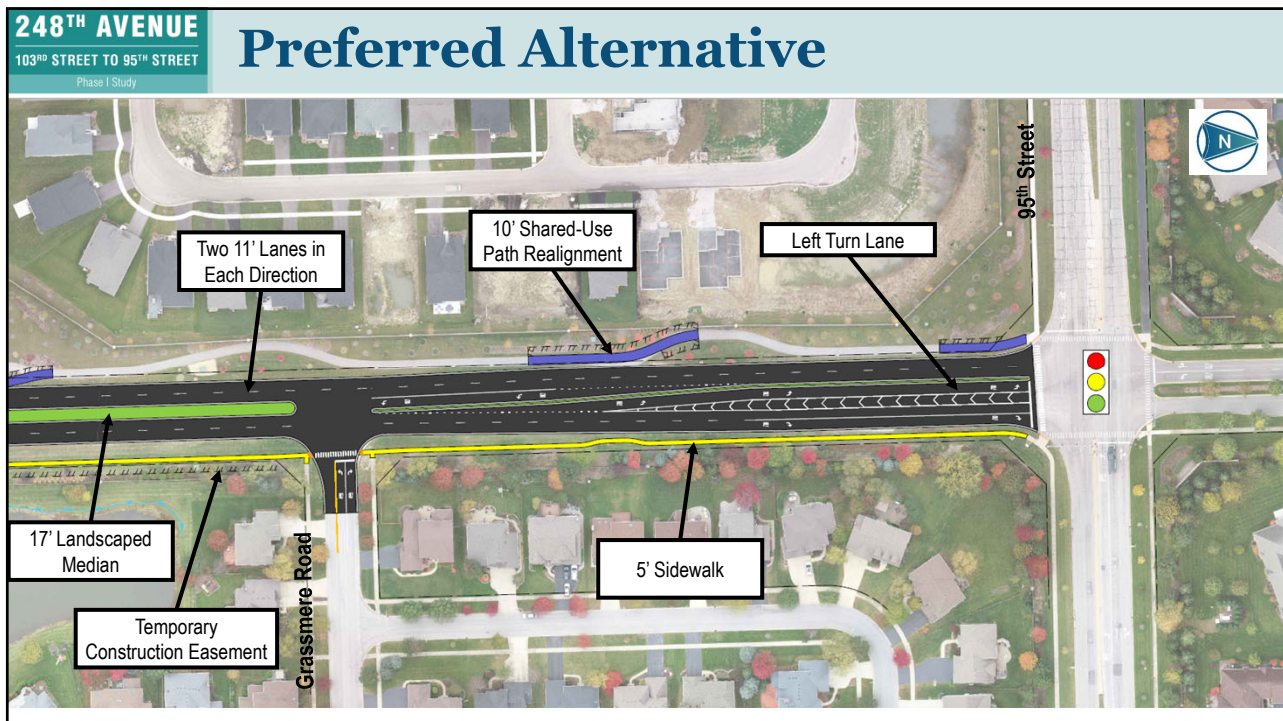 248TH AVENUE
103RD STREET TO 95TH STREET
Phase I Study
Preferred Alternative
N
95th Street
10' Shared-Use
Path Realignment
Left Turn Lane
Two 11' Lanes in
Each Direction
17' Landscaped
Median
5' Sidewalk
Temporary
Construction Easement
Grassmere Road